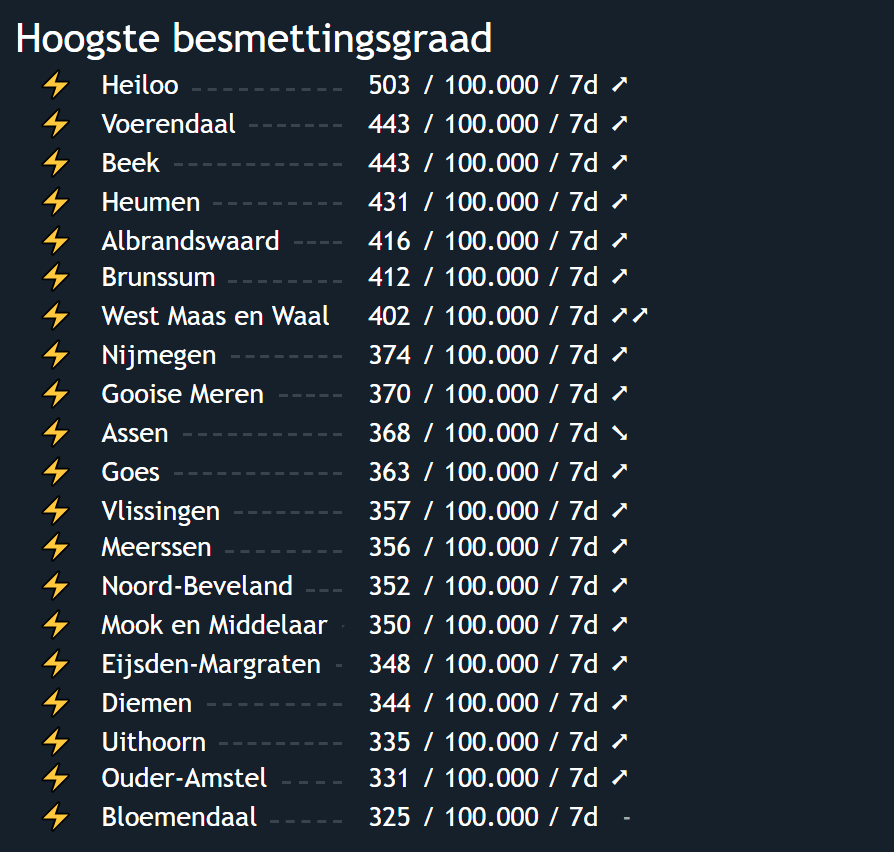 Hoogste besmettingsgraad
⚡ Heiloo 503 / 100.000 / 7d ➚
⚡ Voerendaal 443 / 100.000 / 7d ➚
⚡ Beek 443 / 100.000 / 7d ➚
⚡ Heumen 431 / 100.000 / 7d ➚
⚡ Albrandswaard 416 / 100.000 / 7d ➚
⚡ Brunssum 412 / 100.000 / 7d ➚
⚡ West Maas en Waal 402 / 100.000 / 7d ➚➚
⚡ Nijmegen 374 / 100.000 / 7d ➚
⚡ Gooise Meren 370 / 100.000 / 7d ➚
⚡ Assen 368 / 100.000 / 7d ➘
⚡ Goes 363 / 100.000 / 7d ➚
⚡ Vlissingen 357 / 100.000 / 7d ➚
⚡ Meerssen 356 / 100.000 / 7d ➚
⚡ Noord-Beveland 352 / 100.000 / 7d ➚
⚡ Mook en Middelaar 350 / 100.000 / 7d ➚
⚡ Eijsden-Margraten 348 / 100.000 / 7d ➚
⚡ Diemen 344 / 100.000 / 7d ➚
⚡ Uithoorn 335 / 100.000 / 7d ➚
⚡ Ouder-Amstel 331 / 100.000 / 7d ➚
⚡ Bloemendaal 325 / 100.000 / 7d -